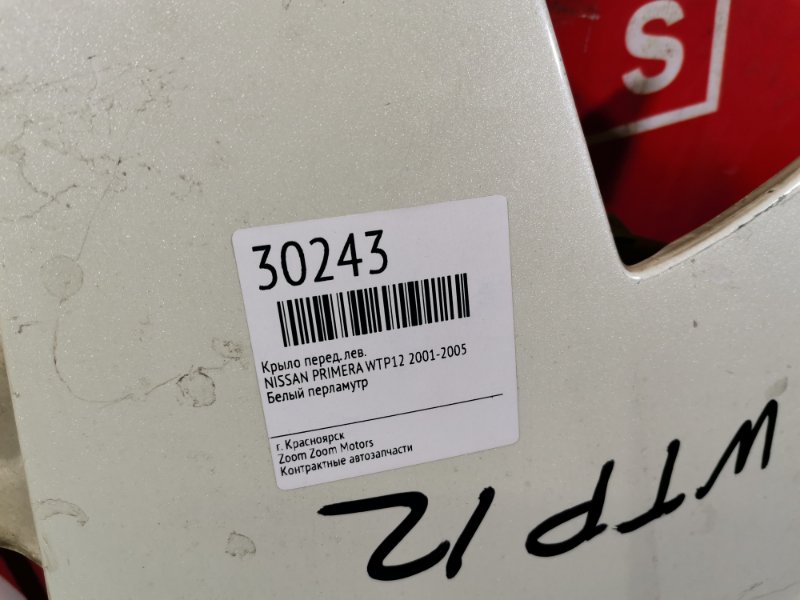 S
30243
Крыло перед. лев.
NISSAN PRIMERA WTP12 2001-2005
Белый перламутр
г. Красноярск
Zoom Zoom Motors
Контрактные автозапчасти
WTP12